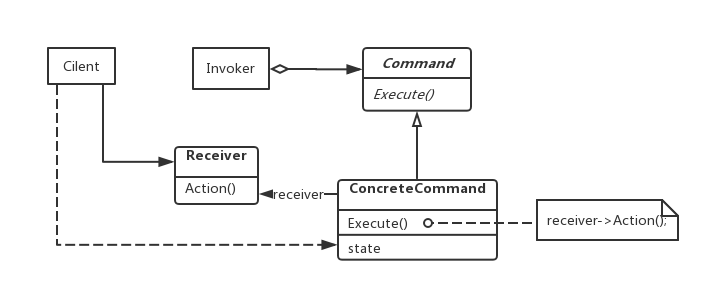 Cilent
Invoker
Command
Execute()
Receiver
Action()
receiver
ConcreteCommand
Execute()
state
receiver->Action();